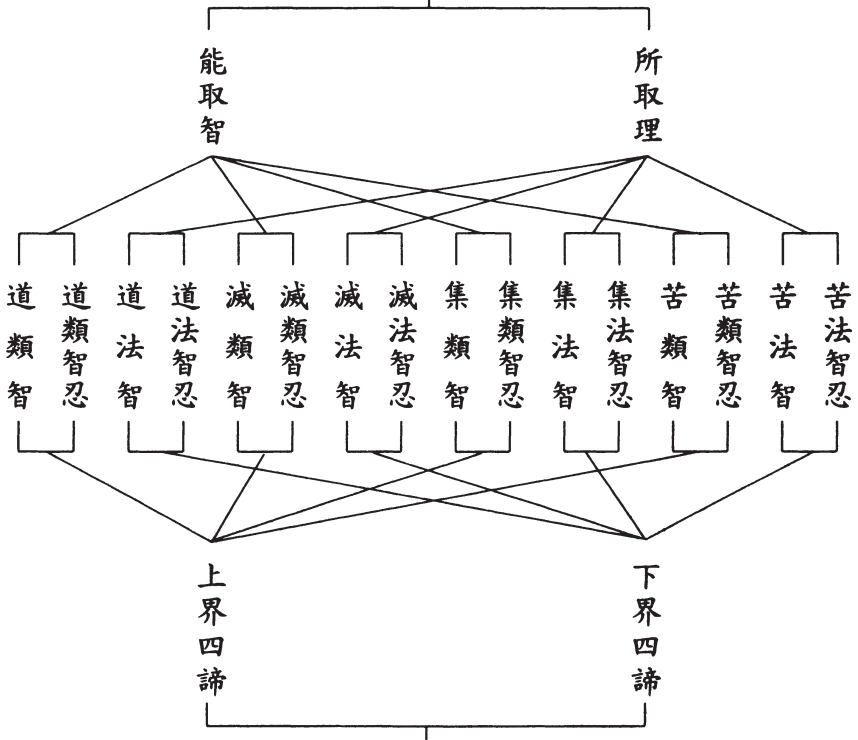 所取理
能取智
苦法智忍
苦法智
苦類智忍
苦類智
集法智忍
集法智
集類智忍
集類智
滅法智忍
滅法智
滅類智忍
滅類智
道法智忍
道法智
道類智忍
道類智
下界四諦
上界四諦